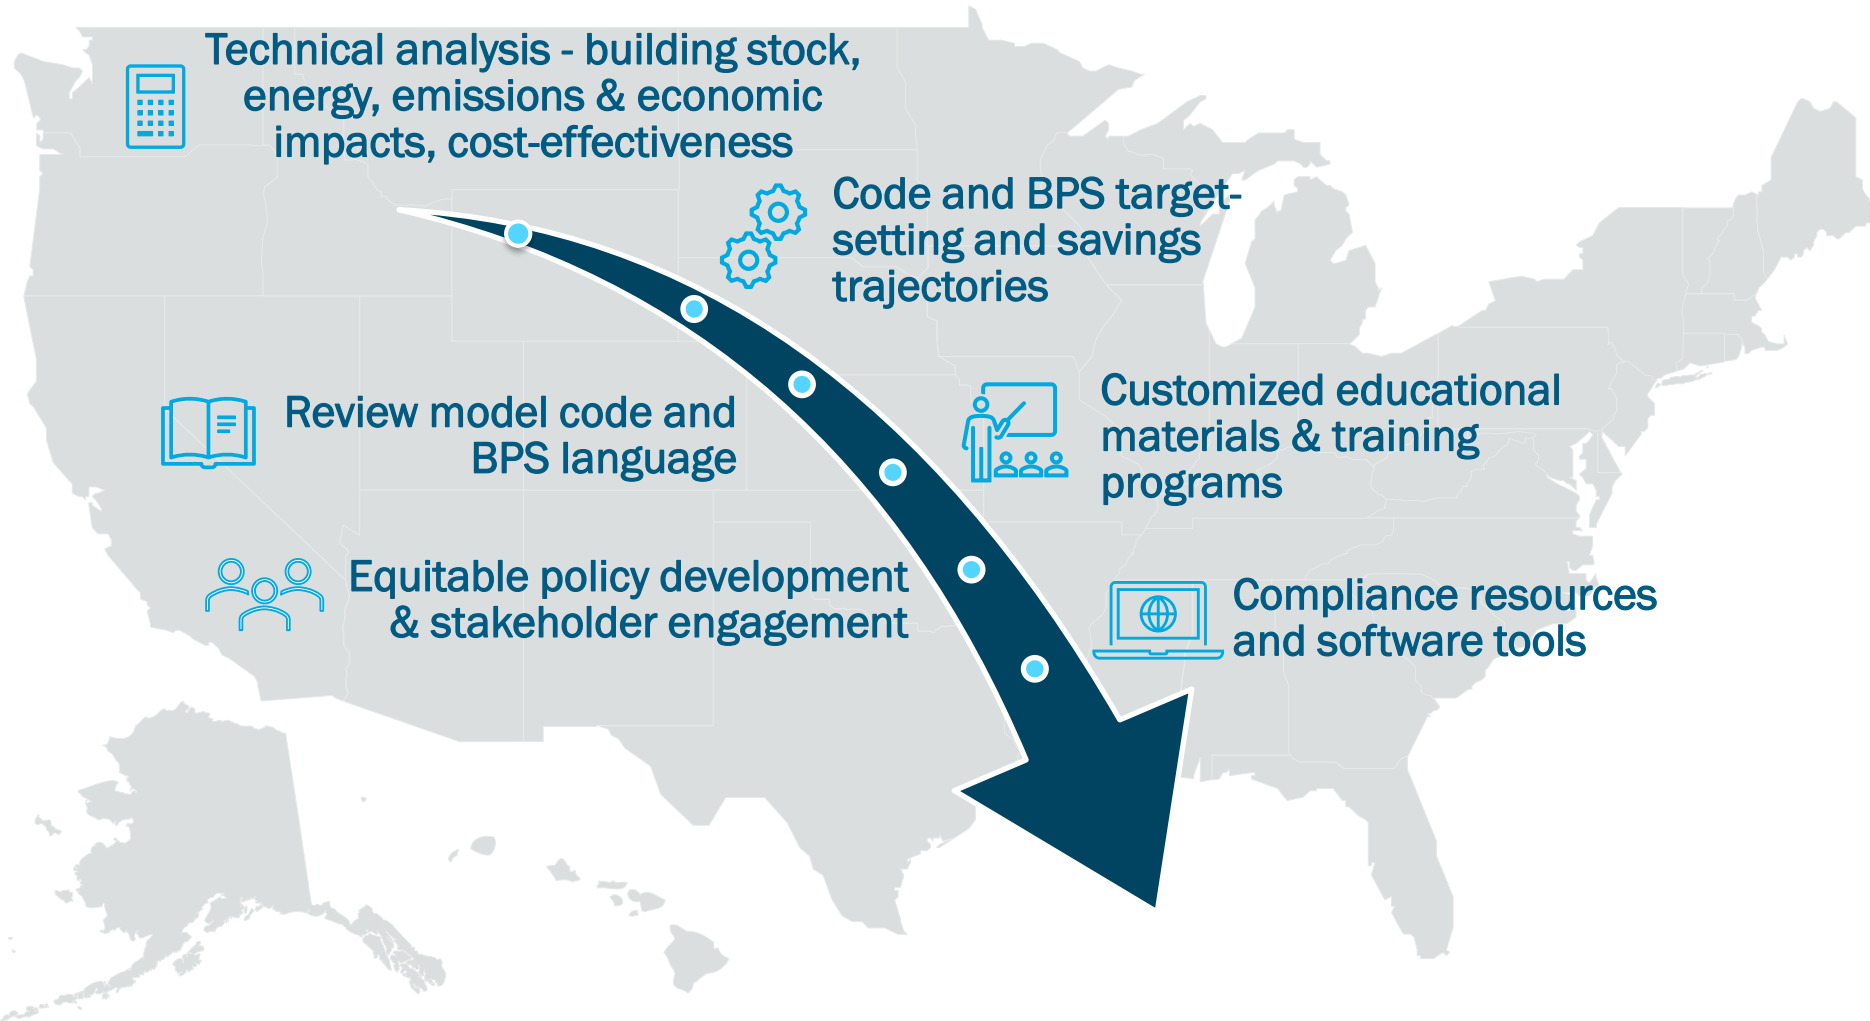 Technical analysis - building stock,
energy, emissions & economic
impacts, cost-effectiveness
Code and BPS target-
setting and savings
trajectories
Review model code and
BPS language
Customized educational
materials & training
programs
Equitable policy development
& stakeholder engagement
Compliance resources
and software tools